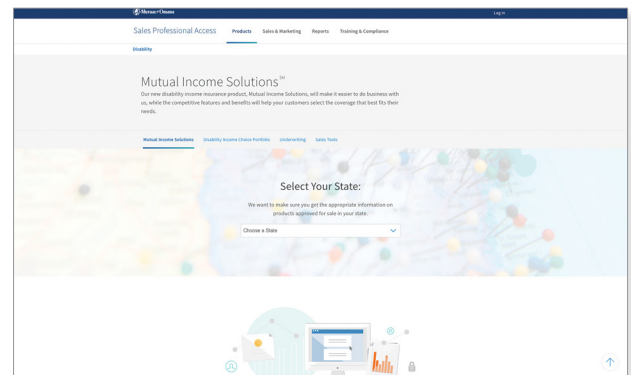 Mutual of Omaha
Log In
Sales Professional Access
Products
Sales & Marketing
Reports
Training & Compliance
Disability
Mutual Income Solutions℠
Our new disability income insurance product, Mutual Income Solutions, will make it easier to do business with
us, while the competitive features and benefits will help your customers select the coverage that best fits their
needs.
Mutual Income Solutions
Disability Income Choice Portfolio
Underwriting
Sales Tools
Select Your State:
We want to make sure you get the appropriate information on
products approved for sale in your state.
Choose a State